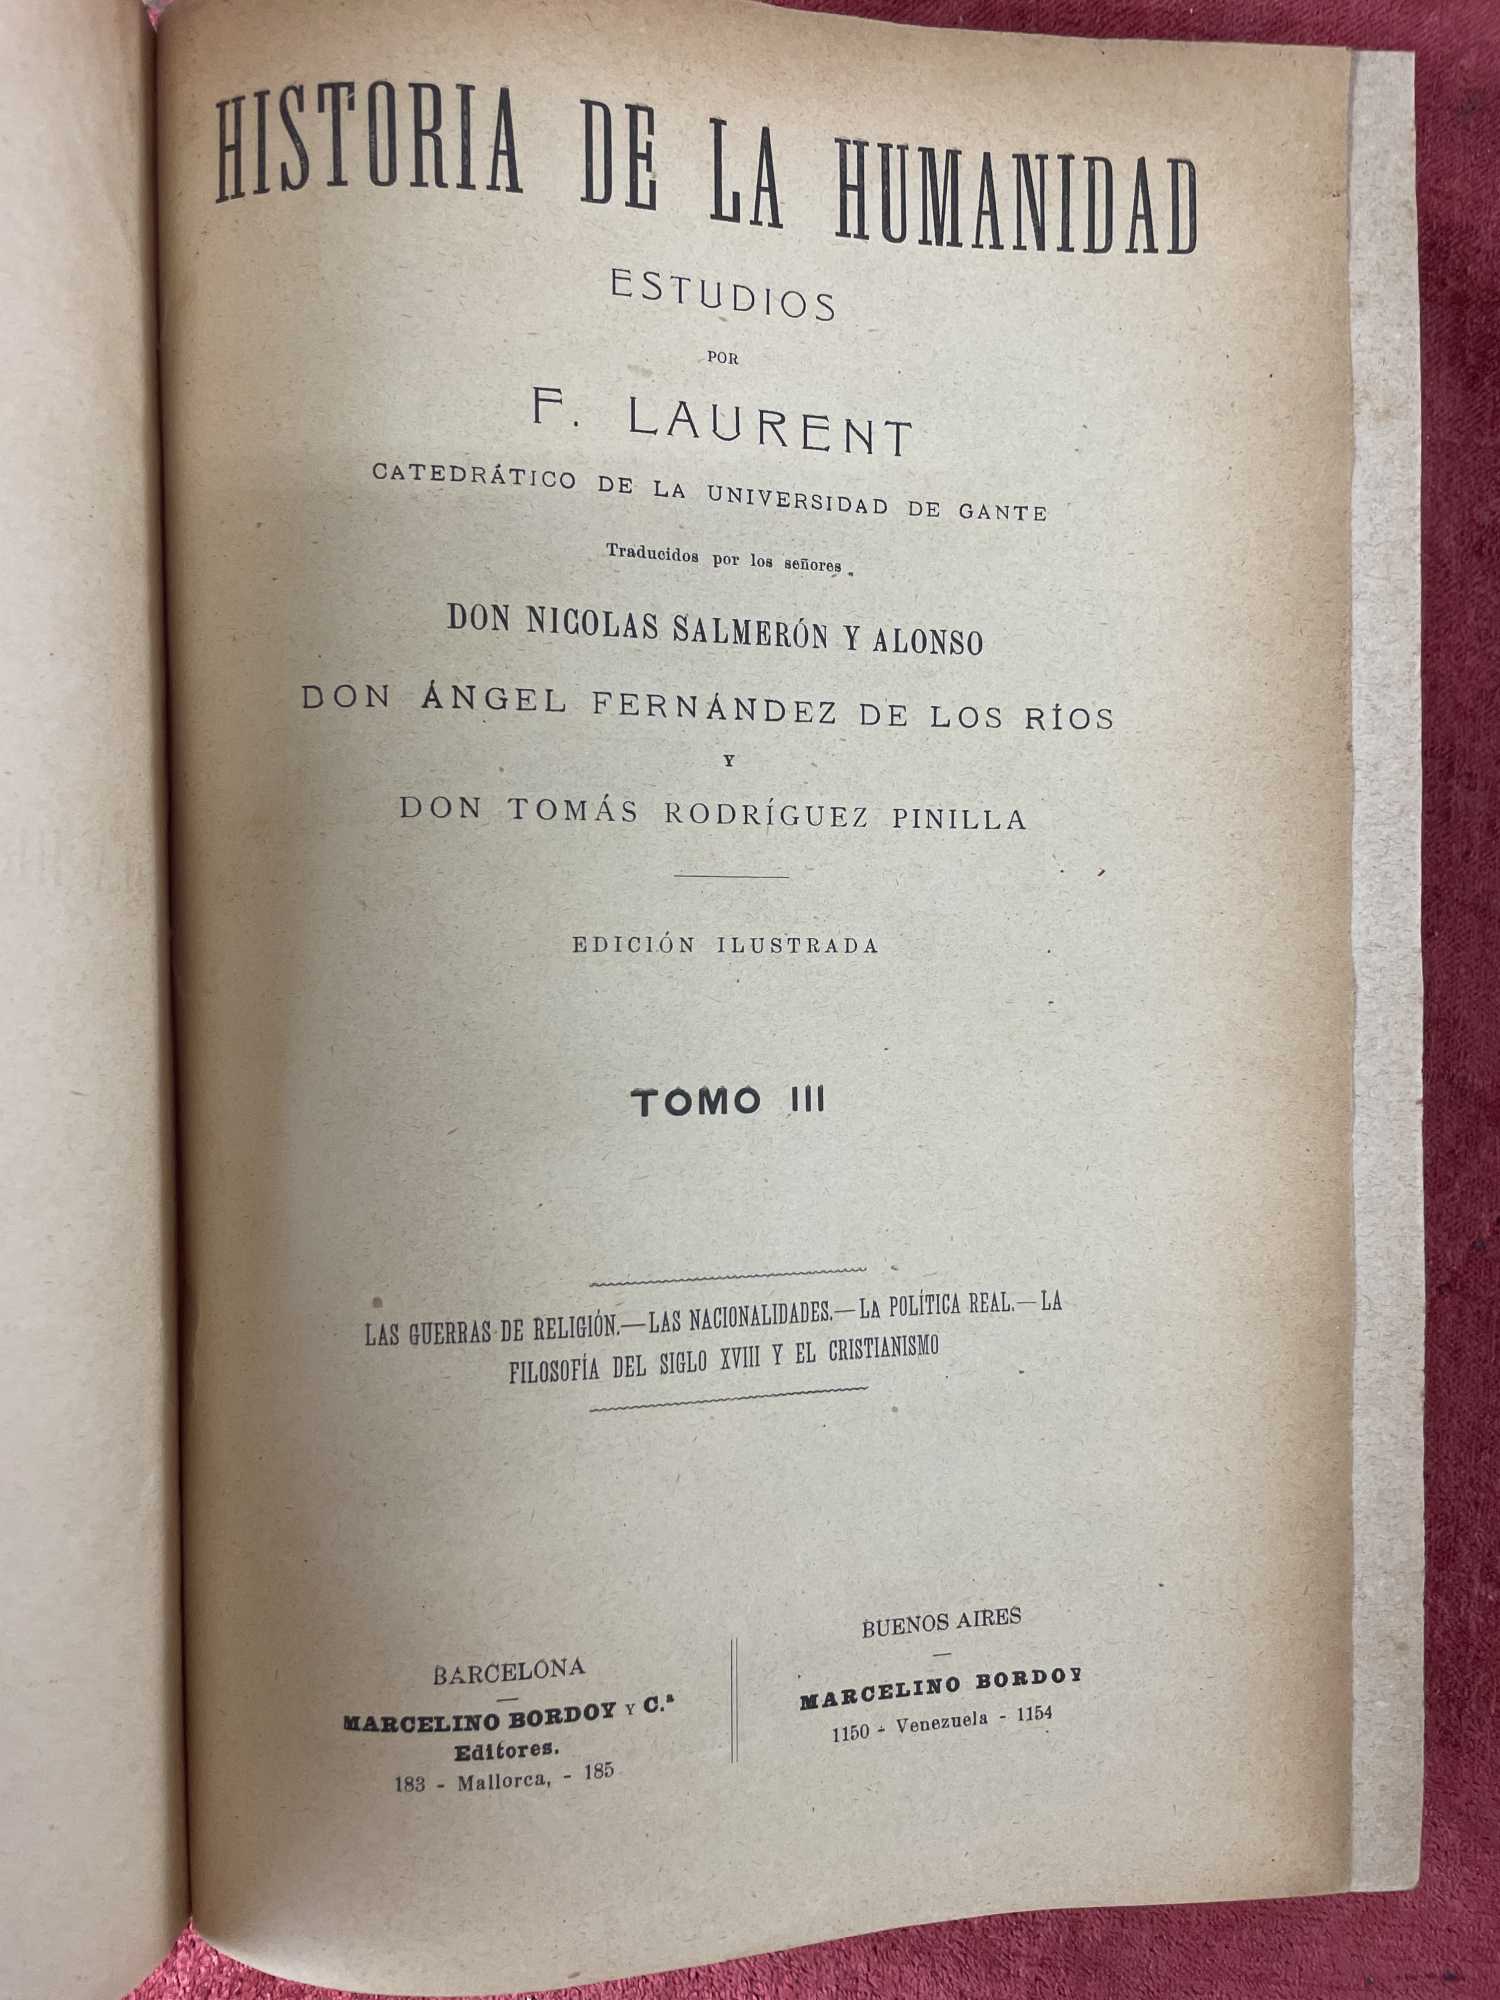 HISTORIA DE LA HUMANIDAD
ESTUDIOS
POR
F. LAURENT
CATEDRÁTICO DE LA UNIVERSIDAD DE GANTE
Traducidos por los señores
DON NICOLAS SALMERÓN Y ALONSO
DON ÁNGEL FERNÁNDEZ DE LOS RÍOS
Y
DON TOMÁS RODRÍGUEZ PINILLA
EDICIÓN ILUSTRADA
TOMO III
LAS GUERRAS DE RELIGIÓN.—LAS NACIONALIDADES.—LA POLÍTICA REAL.—LA
FILOSOFÍA DEL SIGLO XVIII Y EL CRISTIANISMO
BARCELONA
MARCELINO BORDOY Y C.ª
Editores.
183 - Mallorca, - 185
BUENOS AIRES
MARCELINO BORDOY
1150 - Venezuela - 1154